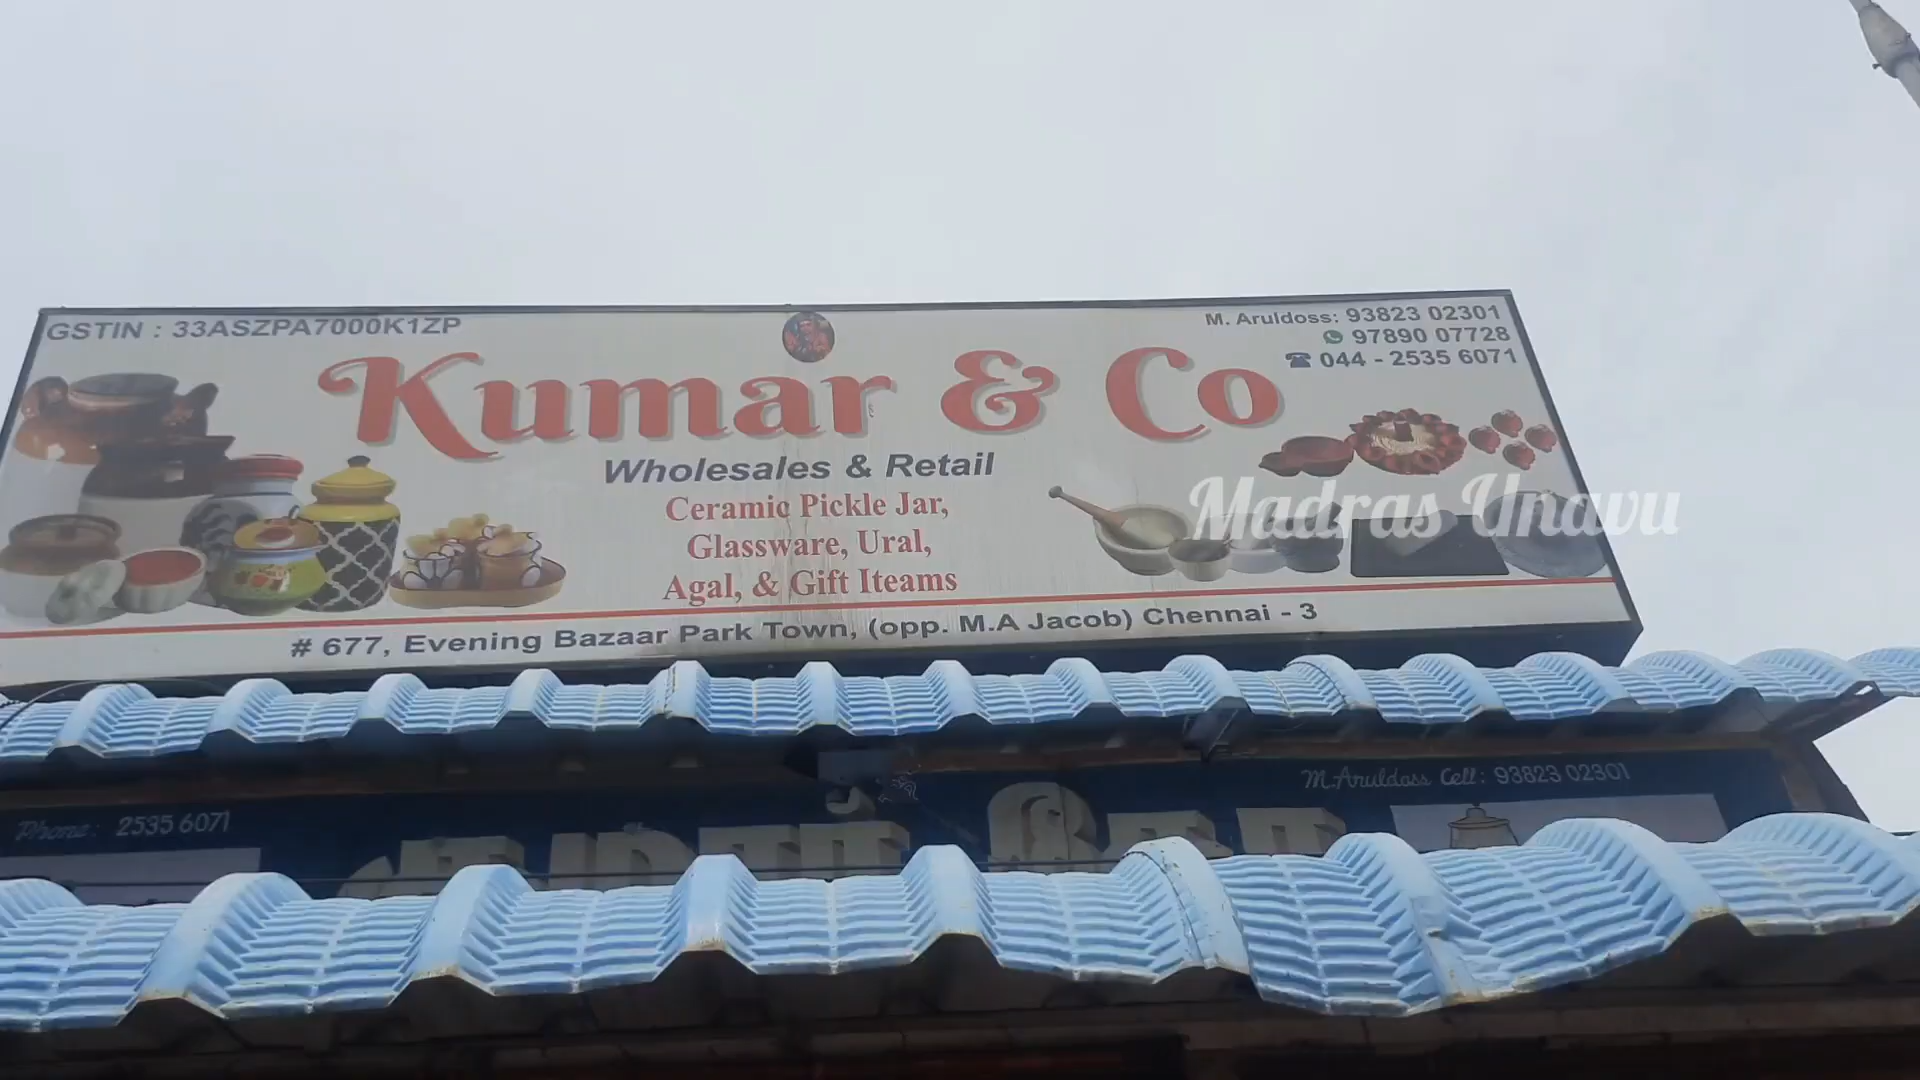 GSTIN : 33ASZPA7000K1ZP
M. Aruldoss: 93823 02301
97890 07728
044 - 2535 6071
Kumar & Co
Wholesales & Retail
Ceramic Pickle Jar,
Glassware, Ural,
Agal, & Gift Iteams
Madras Unavu
# 677, Evening Bazaar Park Town, (opp. M.A Jacob) Chennai - 3
M.Aruldoss Cell: 93823 02301
Phone: 2535 6071